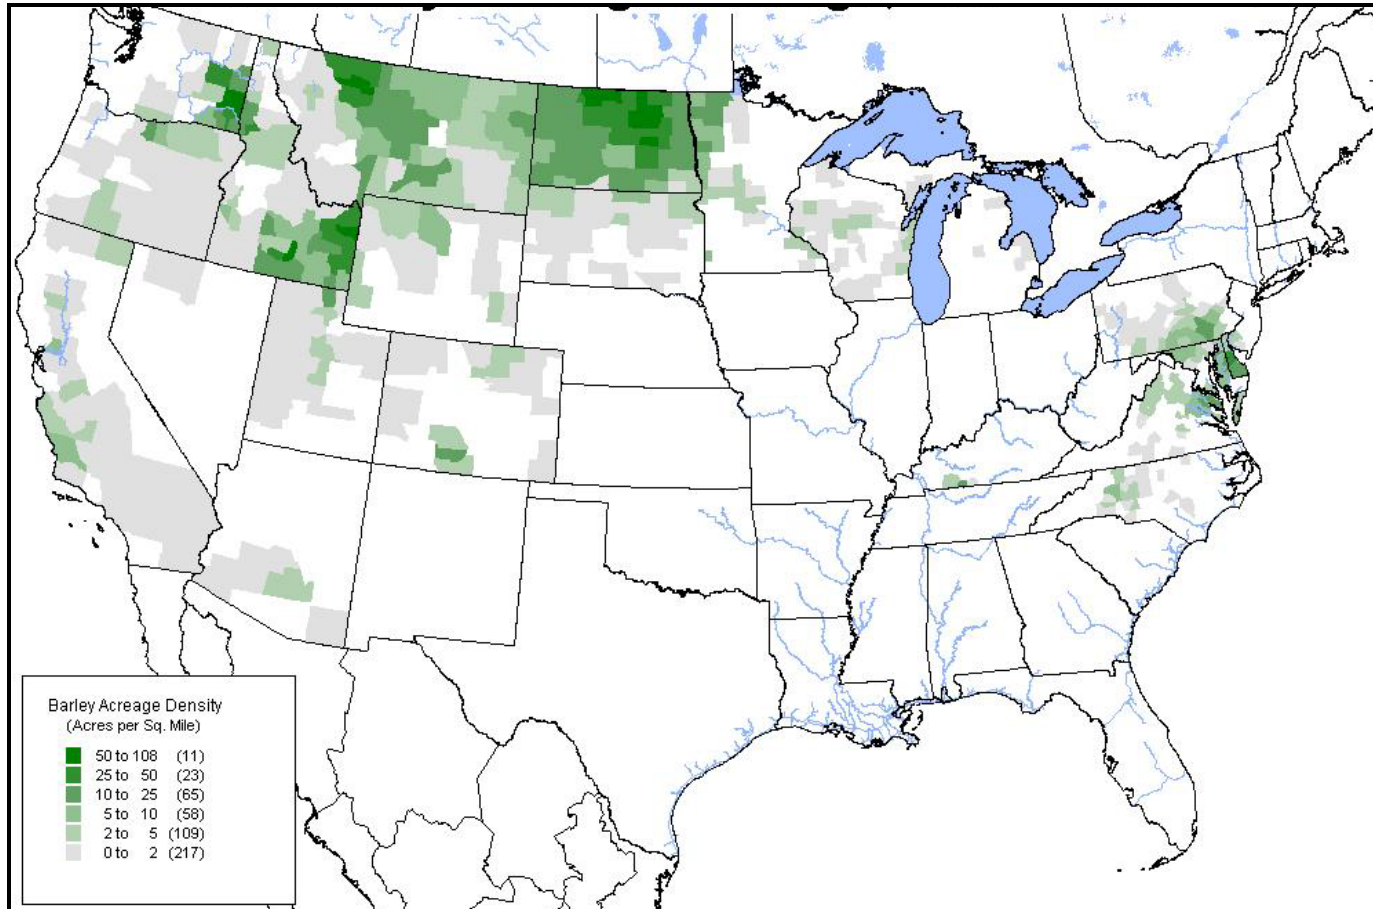 Barley Acreage Density
(Acres per Sq. Mile)
50 to 108 (11)
25 to 50 (23)
10 to 25 (65)
5 to 10 (58)
2 to 5 (109)
0 to 2 (217)